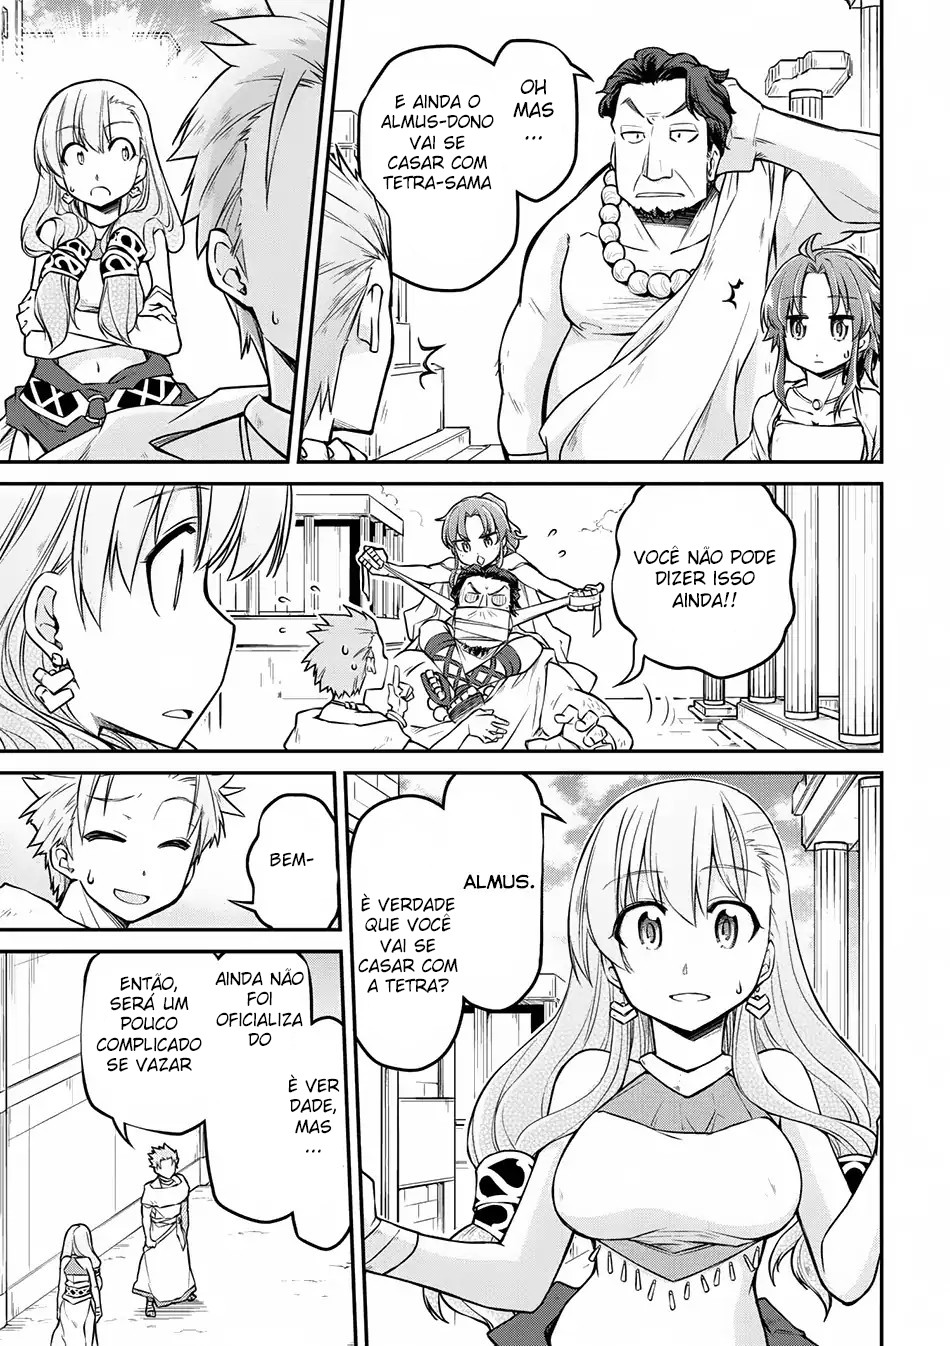 OH
MAS
...
E AINDA O
ALMUS-DONO
VAI SE
CASAR COM
TETRA-SAMA
VOCÊ NÃO PODE
DIZER ISSO
AINDA!!
ALMUS.
È VERDADE
QUE VOCÊ
VAI SE
CASAR COM
A TETRA?
BEM-
È VER
DADE,
MAS
...
AINDA NÃO
FOI
OFICIALIZA
DO
ENTÃO,
SERÁ UM
POUCO
COMPLICADO
SE VAZAR